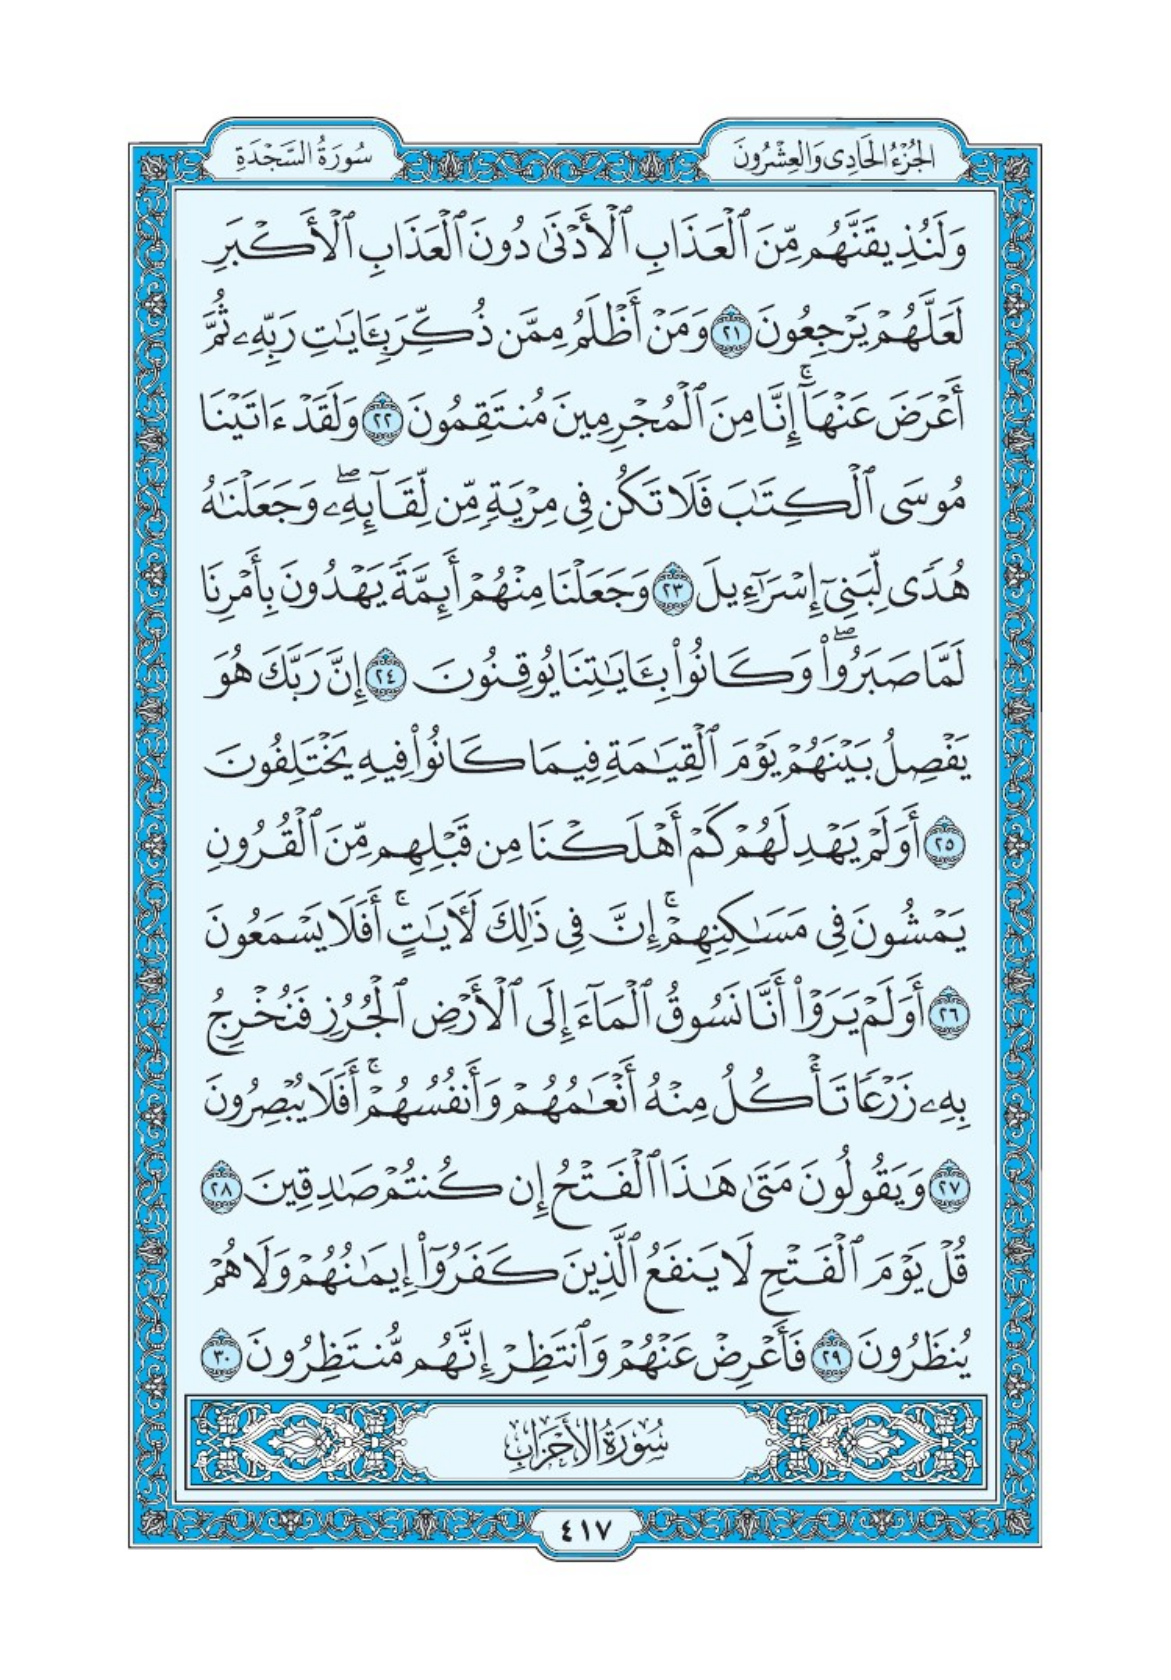 الجُزْءُ الحَادِى وَالعِشْرُونَ
سُورَةُ السَّجْدَةِ
وَلَنُذِيقَنَّهُم مِّنَ ٱلْعَذَابِ ٱلْأَدْنَىٰ دُونَ ٱلْعَذَابِ ٱلْأَكْبَرِ
لَعَلَّهُمْ يَرْجِعُونَ ٢١ وَمَنْ أَظْلَمُ مِمَّن ذُكِّرَ بِـَٔايَٰتِ رَبِّهِۦ ثُمَّ
أَعْرَضَ عَنْهَآ ۚ إِنَّا مِنَ ٱلْمُجْرِمِينَ مُنتَقِمُونَ ٢٢ وَلَقَدْ ءَاتَيْنَا
مُوسَى ٱلْكِتَٰبَ فَلَا تَكُن فِى مِرْيَةٍ مِّن لِّقَآئِهِۦ ۖ وَجَعَلْنَٰهُ
هُدًى لِّبَنِىٓ إِسْرَٰٓءِيلَ ٢٣ وَجَعَلْنَا مِنْهُمْ أَئِمَّةً يَهْدُونَ بِأَمْرِنَا
لَمَّا صَبَرُوا۟ ۖ وَكَانُوا۟ بِـَٔايَٰتِنَا يُوقِنُونَ ٢٤ إِنَّ رَبَّكَ هُوَ
يَفْصِلُ بَيْنَهُمْ يَوْمَ ٱلْقِيَٰمَةِ فِيمَا كَانُوا۟ فِيهِ يَخْتَلِفُونَ
٢٥ أَوَلَمْ يَهْدِ لَهُمْ كَمْ أَهْلَكْنَا مِن قَبْلِهِم مِّنَ ٱلْقُرُونِ
يَمْشُونَ فِى مَسَٰكِنِهِمْ ۚ إِنَّ فِى ذَٰلِكَ لَـَٔايَٰتٍ ۖ أَفَلَا يَسْمَعُونَ
٢٦ أَوَلَمْ يَرَوْا۟ أَنَّا نَسُوقُ ٱلْمَآءَ إِلَى ٱلْأَرْضِ ٱلْجُرُزِ فَنُخْرِجُ
بِهِۦ زَرْعًا تَأْكُلُ مِنْهُ أَنْعَٰمُهُمْ وَأَنفُسُهُمْ ۚ أَفَلَا يُبْصِرُونَ
٢٧ وَيَقُولُونَ مَتَىٰ هَٰذَا ٱلْفَتْحُ إِن كُنتُمْ صَٰدِقِينَ ٢٨
قُلْ يَوْمَ ٱلْفَتْحِ لَا يَنفَعُ ٱلَّذِينَ كَفَرُوٓا۟ إِيمَٰنُهُمْ وَلَا هُمْ
يُنظَرُونَ ٢٩ فَأَعْرِضْ عَنْهُمْ وَٱنتَظِرْ إِنَّهُم مُّنتَظِرُونَ ٣٠
سُورَةُ الأَحْزَابِ
٤١٧